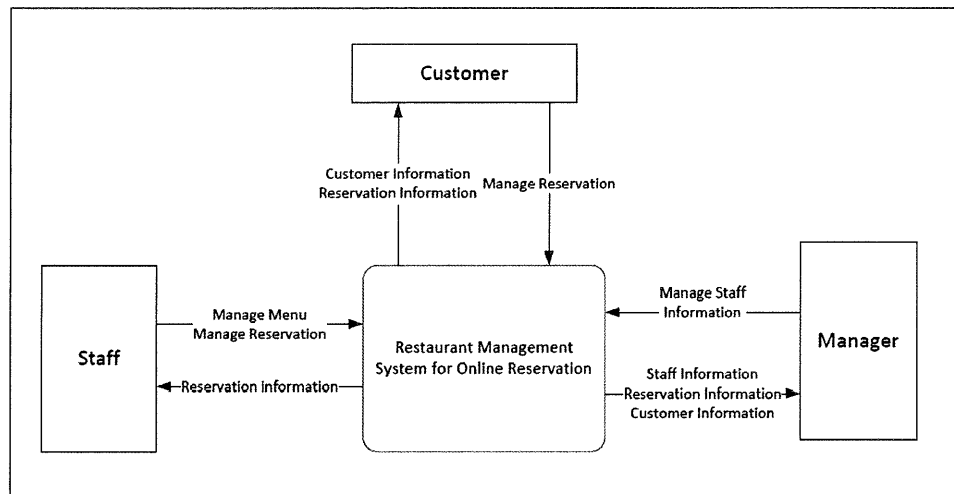 Customer
Customer Information
Reservation Information
Manage Reservation
Staff
Manage Menu
Manage Reservation
Reservation information
Restaurant Management
System for Online Reservation
Manage Staff
Information
Staff Information
Reservation Information
Customer Information
Manager